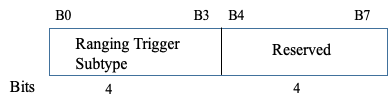 B0 B3 B4 B7
Ranging Trigger
Subtype
Reserved
Bits 4 4